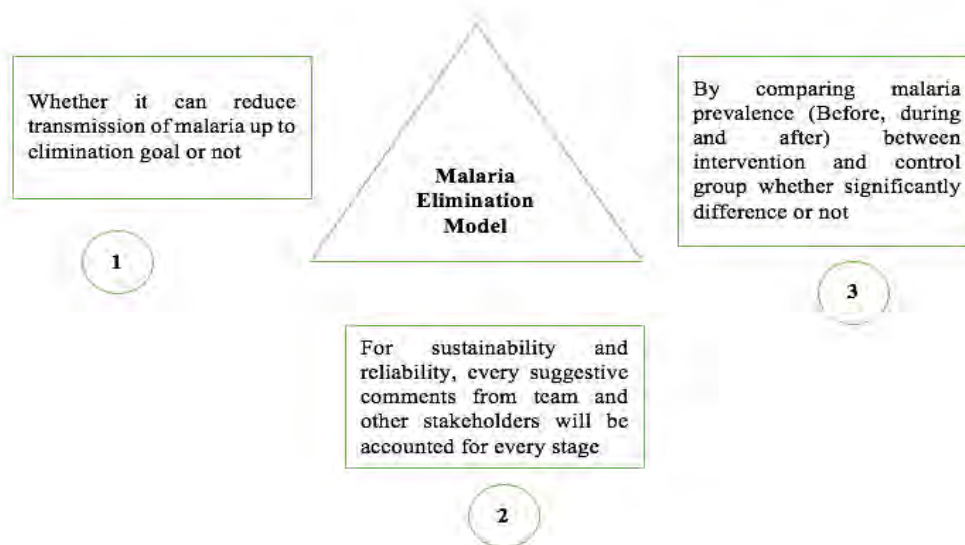 Whether it can reduce
transmission of malaria up to
elimination goal or not
1
Malaria
Elimination
Model
By comparing malaria
prevalence (Before, during
and after) between
intervention and control
group whether significantly
difference or not
3
For sustainability and
reliability, every suggestive
comments from team and
other stakeholders will be
accounted for every stage
2